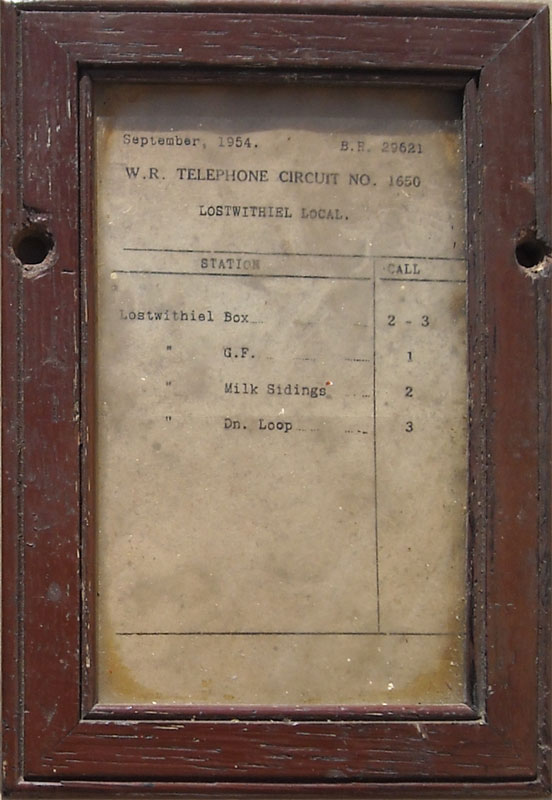 September, 1954. B.R. 29621
W.R. TELEPHONE CIRCUIT NO. 1650
LOSTWITHIEL LOCAL.
STATION CALL
Lostwithiel Box 2 - 3
" G.F. 1
" Milk Sidings 2
" Dn. Loop 3